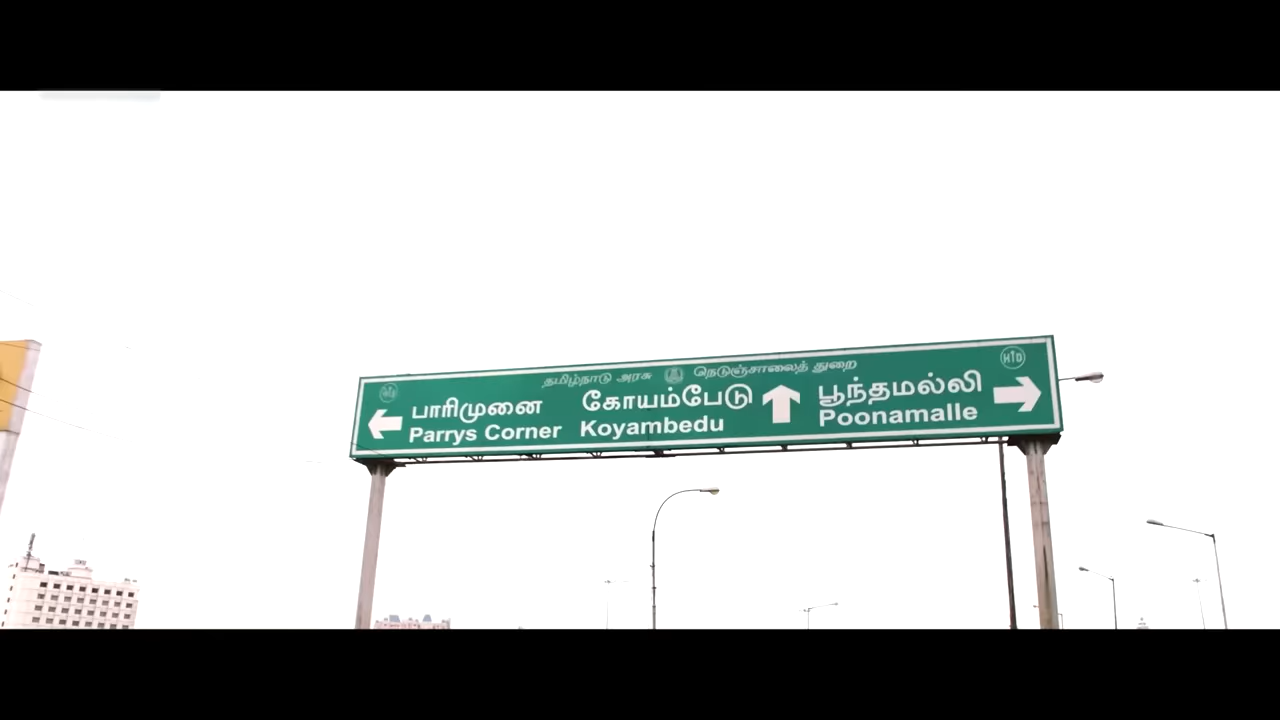 தமிழ்நாடு அரசு நெடுஞ்சாலைத் துறை
பாரிமுனை கோயம்பேடு பூந்தமல்லி
Parrys Corner Koyambedu Poonamalle